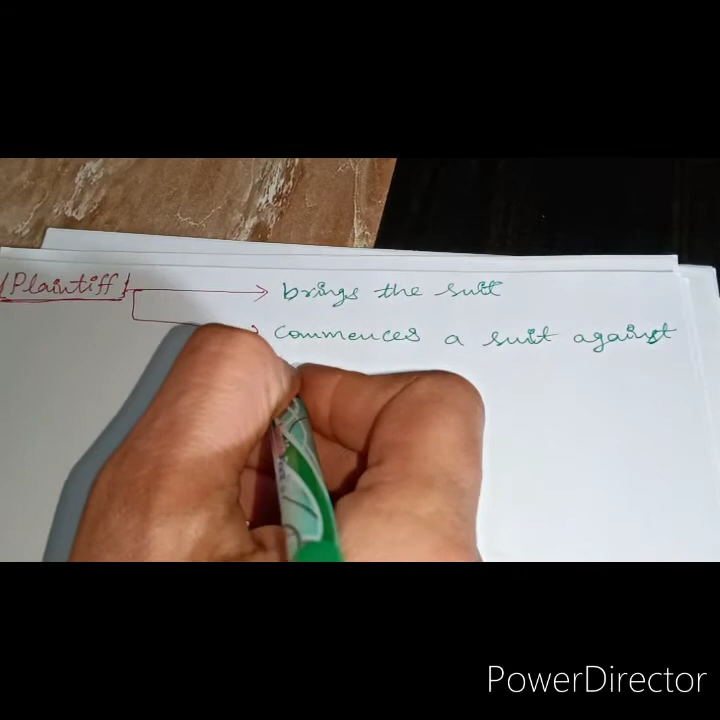 {Plaintiff} brings the suit
commences a suit against
PowerDirector